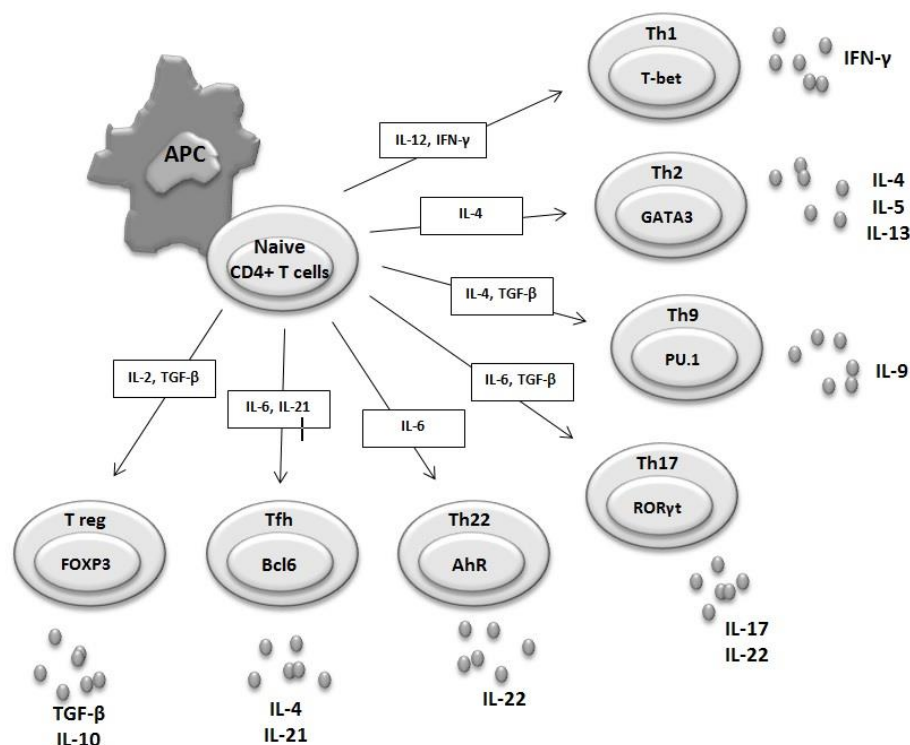 Th1
T-bet
IFN-γ
APC
IL-12, IFN-γ
Th2
GATA3
IL-4
IL-5
IL-13
IL-4
Naive
CD4+ T cells
IL-4, TGF-β
Th9
PU.1
IL-9
IL-2, TGF-β
IL-6, IL-21
IL-6
IL-6, TGF-β
Th17
RORγt
IL-17
IL-22
T reg
FOXP3
TGF-β
IL-10
Tfh
Bcl6
IL-4
IL-21
Th22
AhR
IL-22